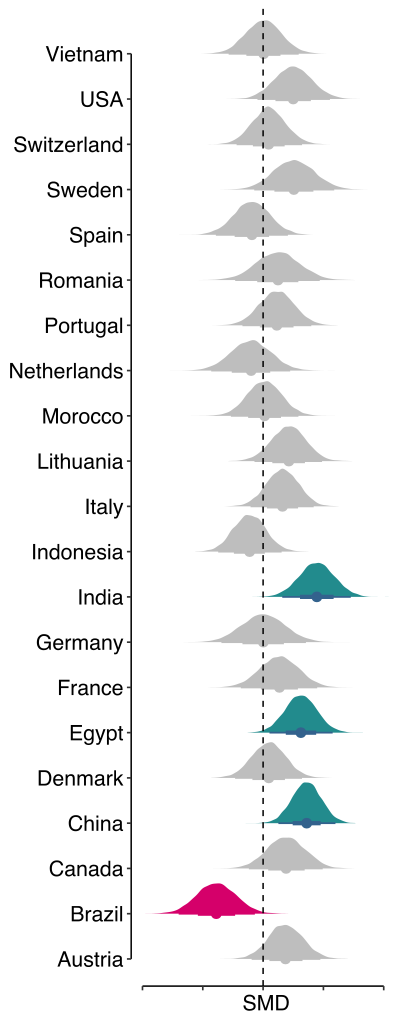 Vietnam
USA
Switzerland
Sweden
Spain
Romania
Portugal
Netherlands
Morocco
Lithuania
Italy
Indonesia
India
Germany
France
Egypt
Denmark
China
Canada
Brazil
Austria
SMD